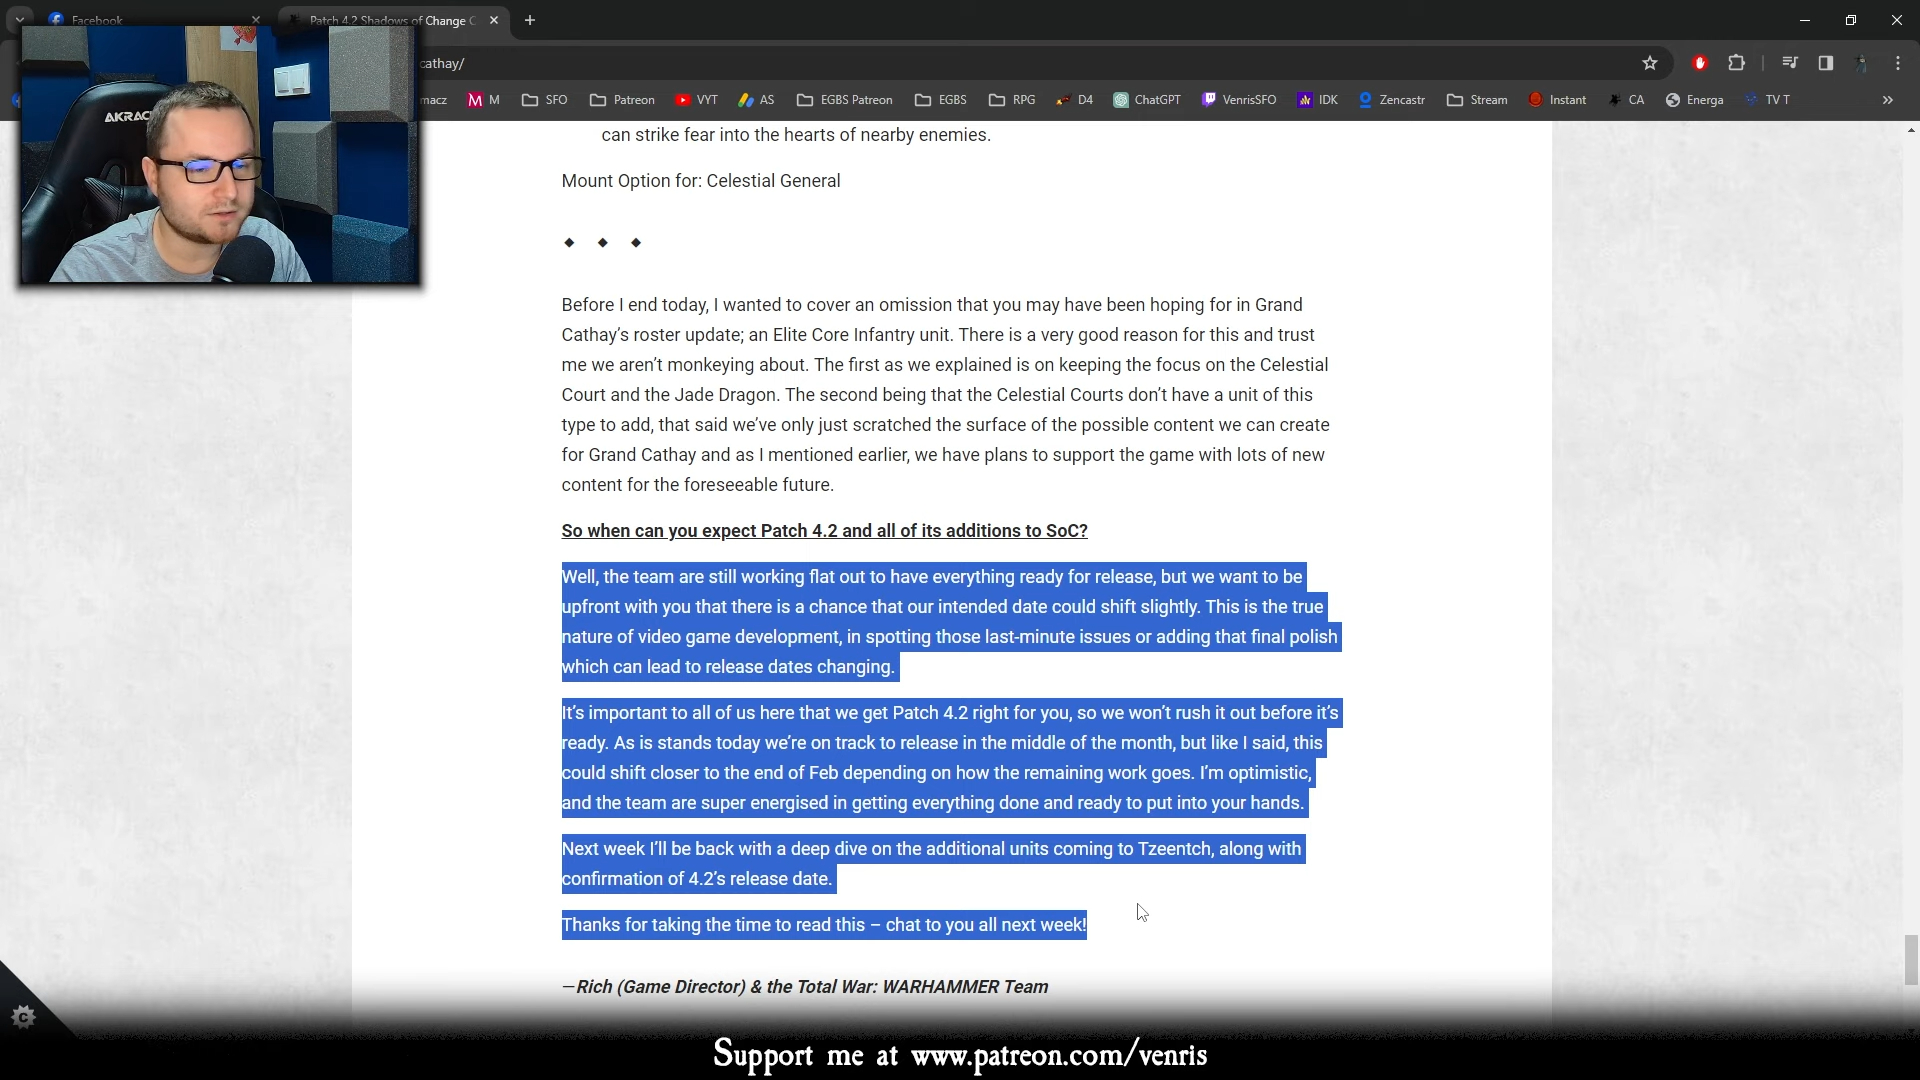 Facebook
Patch 4.2 Shadows of Change C
cathay/
macz M M SFO Patreon VYT AS EGBS Patreon EGBS RPG D4 ChatGPT VenrisSFO IDK Zencastr Stream Instant CA Energa TV T
AKRAC
can strike fear into the hearts of nearby enemies.
Mount Option for: Celestial General
Before I end today, I wanted to cover an omission that you may have been hoping for in Grand
Cathay’s roster update; an Elite Core Infantry unit. There is a very good reason for this and trust
me we aren’t monkeying about. The first as we explained is on keeping the focus on the Celestial
Court and the Jade Dragon. The second being that the Celestial Courts don’t have a unit of this
type to add, that said we’ve only just scratched the surface of the possible content we can create
for Grand Cathay and as I mentioned earlier, we have plans to support the game with lots of new
content for the foreseeable future.
So when can you expect Patch 4.2 and all of its additions to SoC?
Well, the team are still working flat out to have everything ready for release, but we want to be
upfront with you that there is a chance that our intended date could shift slightly. This is the true
nature of video game development, in spotting those last-minute issues or adding that final polish
which can lead to release dates changing.
It’s important to all of us here that we get Patch 4.2 right for you, so we won’t rush it out before it’s
ready. As is stands today we’re on track to release in the middle of the month, but like I said, this
could shift closer to the end of Feb depending on how the remaining work goes. I’m optimistic,
and the team are super energised in getting everything done and ready to put into your hands.
Next week I’ll be back with a deep dive on the additional units coming to Tzeentch, along with
confirmation of 4.2’s release date.
Thanks for taking the time to read this – chat to you all next week!
—Rich (Game Director) & the Total War: WARHAMMER Team
Support me at www.patreon.com/venris